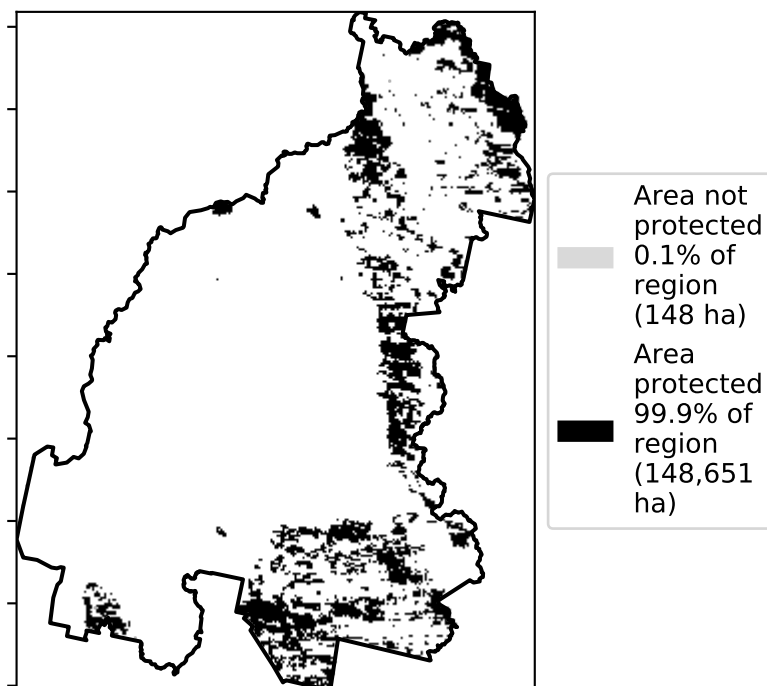 Area not
protected
0.1% of
region
(148 ha)
Area
protected
99.9% of
region
(148,651
ha)